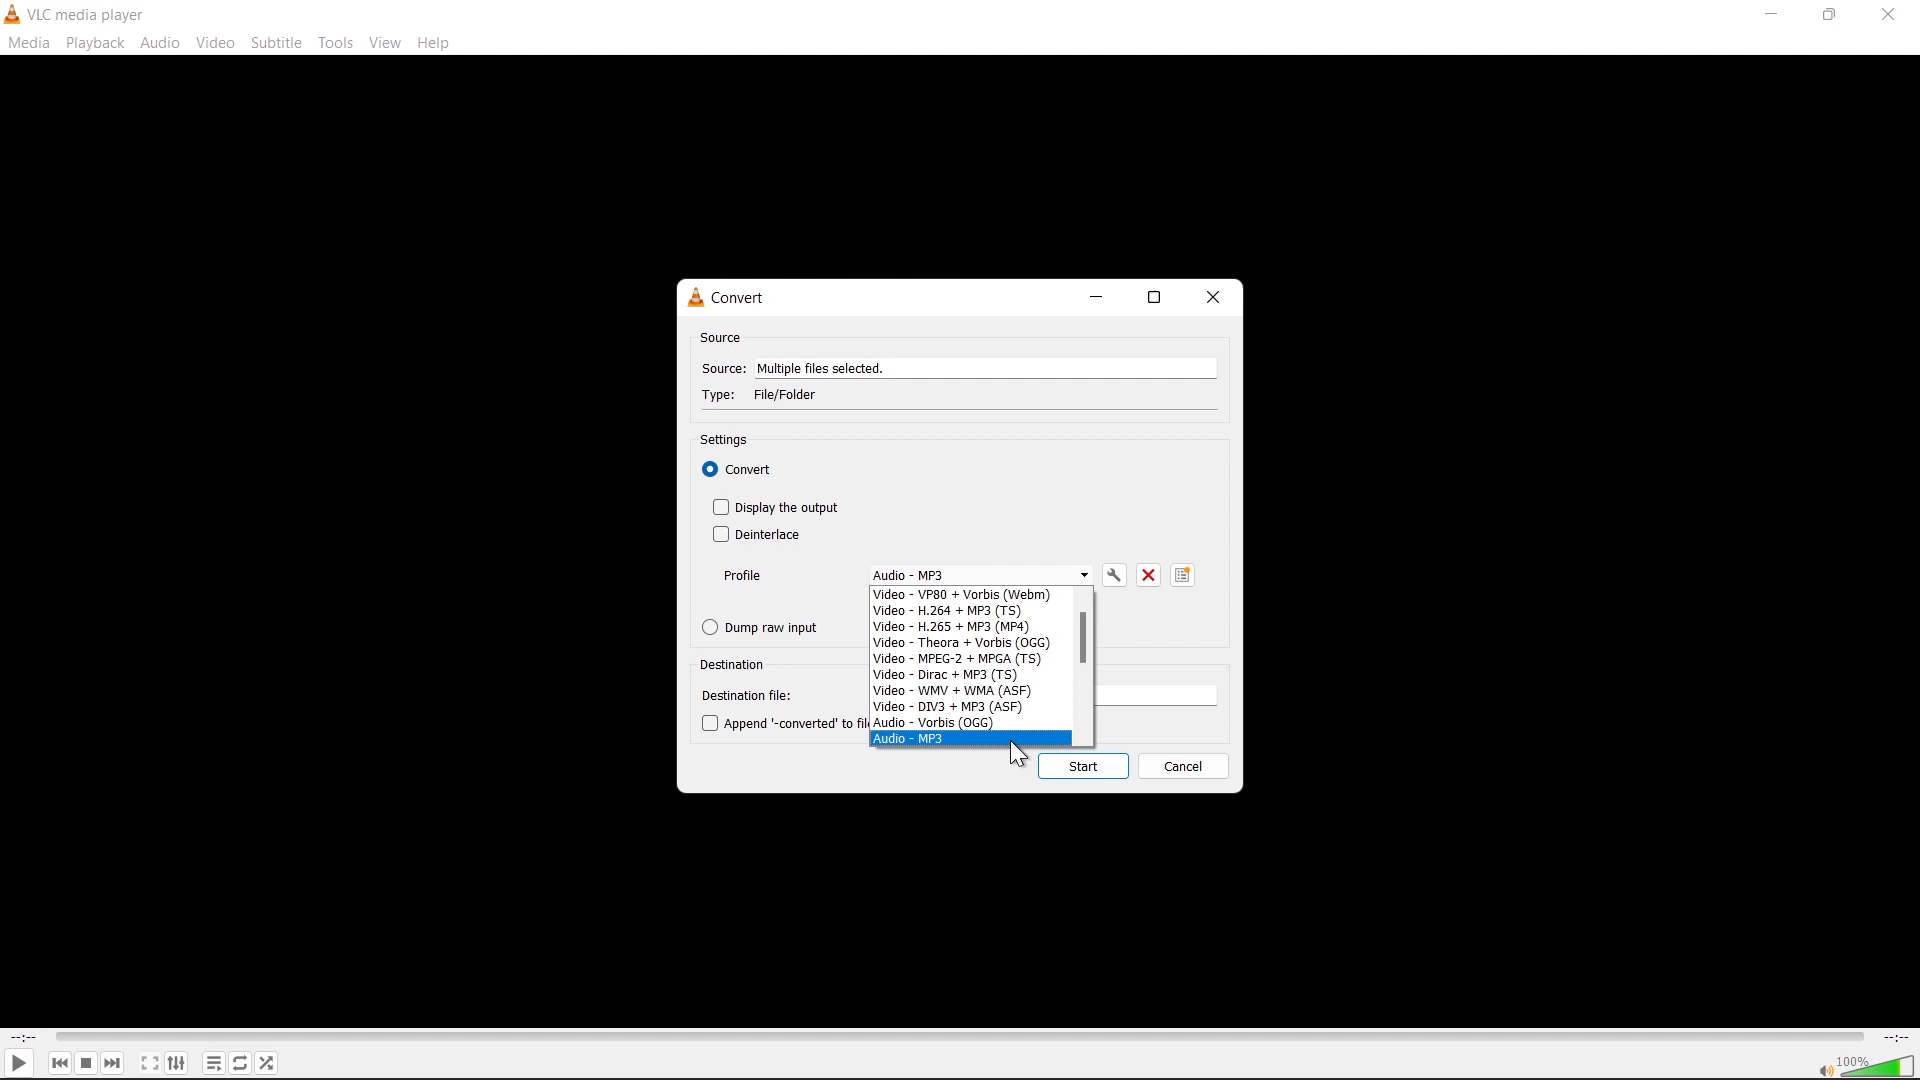 VLC media player
Media Playback Audio Video Subtitle Tools View Help
Convert
Source
Source: Multiple files selected.
Type: File/Folder
Settings
Convert
Display the output
Deinterlace
Profile Audio - MP3
Video - VP80 + Vorbis (Webm)
Video - H.264 + MP3 (TS)
Video - H.265 + MP3 (MP4)
Video - Theora + Vorbis (OGG)
Video - MPEG-2 + MPGA (TS)
Video - Dirac + MP3 (TS)
Video - WMV + WMA (ASF)
Video - DIV3 + MP3 (ASF)
Audio - Vorbis (OGG)
Audio - MP3
Dump raw input
Destination
Destination file:
Append '-converted' to
Start Cancel
--:-- --:--
100%